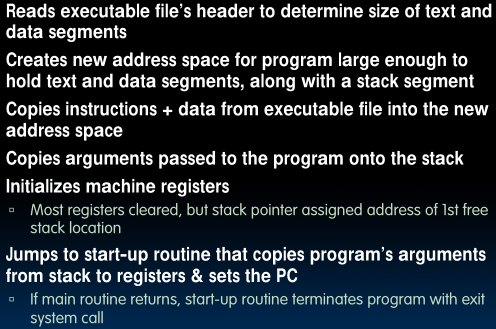 Reads executable file's header to determine size of text and
data segments
Creates new address space for program large enough to
hold text and data segments, along with a stack segment
Copies instructions + data from executable file into the new
address space
Copies arguments passed to the program onto the stack
Initializes machine registers
▫ Most registers cleared, but stack pointer assigned address of 1st free
stack location
Jumps to start-up routine that copies program's arguments
from stack to registers & sets the PC
▫ If main routine returns, start-up routine terminates program with exit
system call